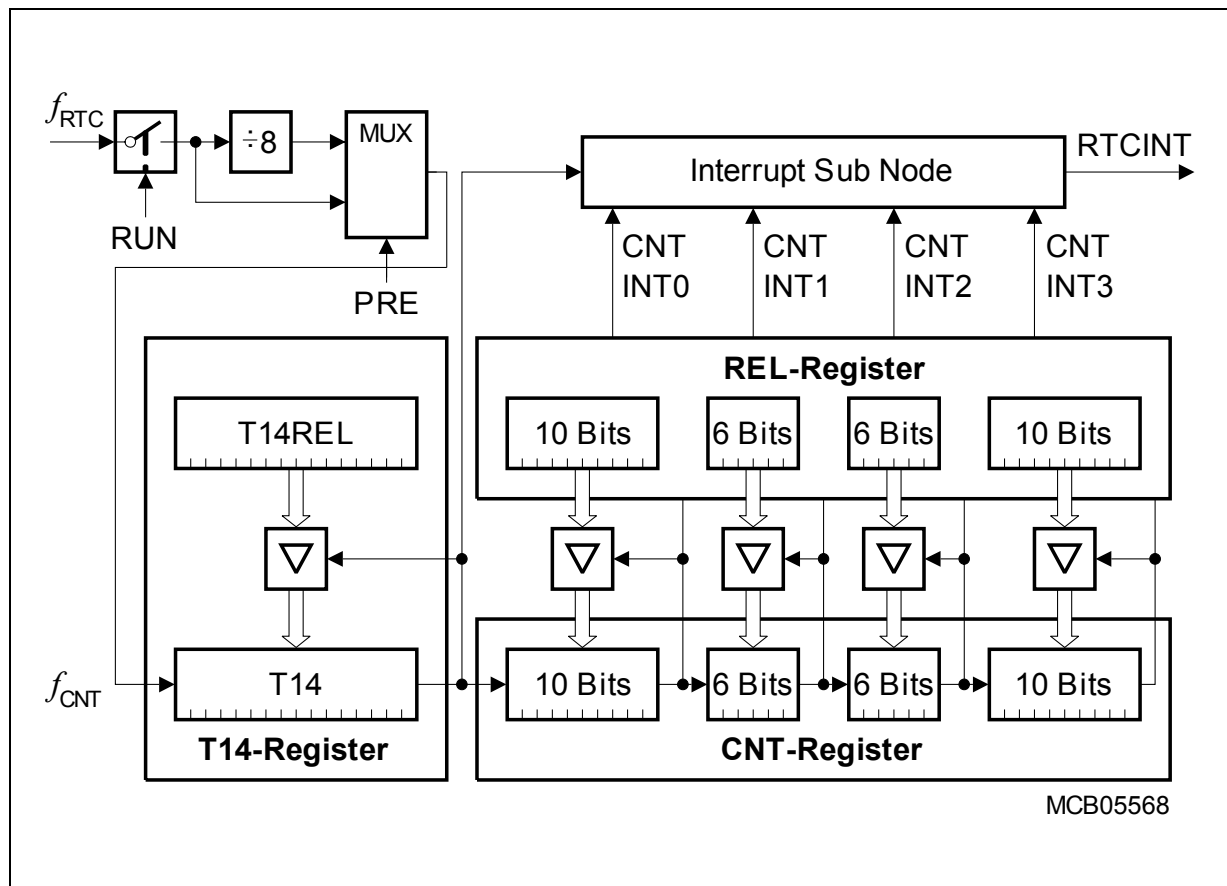 fRTC
÷8
MUX
RUN
PRE
Interrupt Sub Node
RTCINT
CNT INT0
CNT INT1
CNT INT2
CNT INT3
REL-Register
T14REL
10 Bits
6 Bits
6 Bits
10 Bits
fCNT
T14
10 Bits
6 Bits
6 Bits
10 Bits
T14-Register
CNT-Register
MCB05568